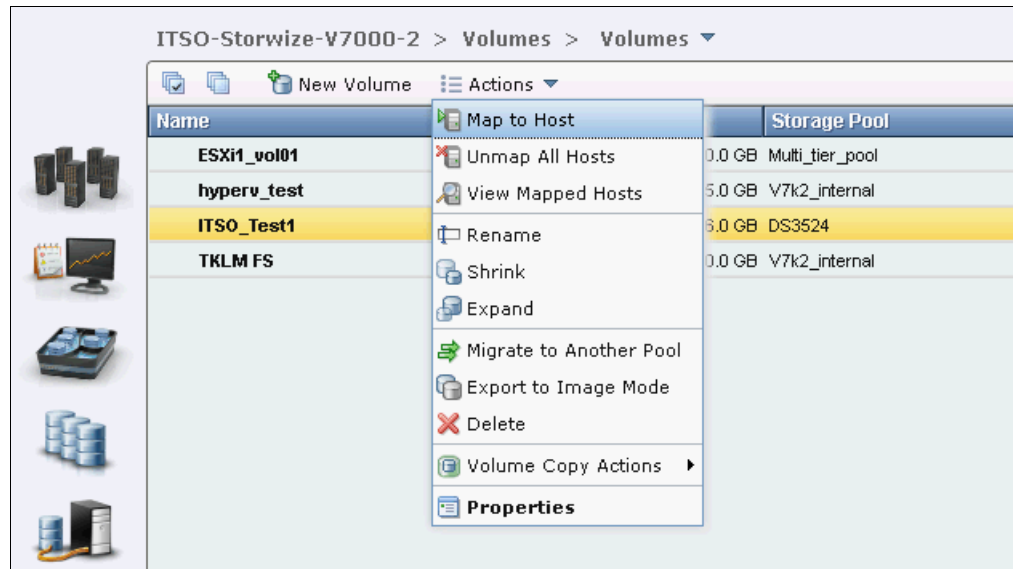 ITSO-Storwize-V7000-2 > Volumes > Volumes
New Volume Actions
Name Storage Pool
Map to Host
ESXi1_vol01 0.0 GB Multi_tier_pool
Unmap All Hosts
hyperv_test 5.0 GB V7k2_internal
View Mapped Hosts
ITSO_Test1 6.0 GB DS3524
Rename
TKLM FS 0.0 GB V7k2_internal
Shrink
Expand
Migrate to Another Pool
Export to Image Mode
Delete
Volume Copy Actions
Properties